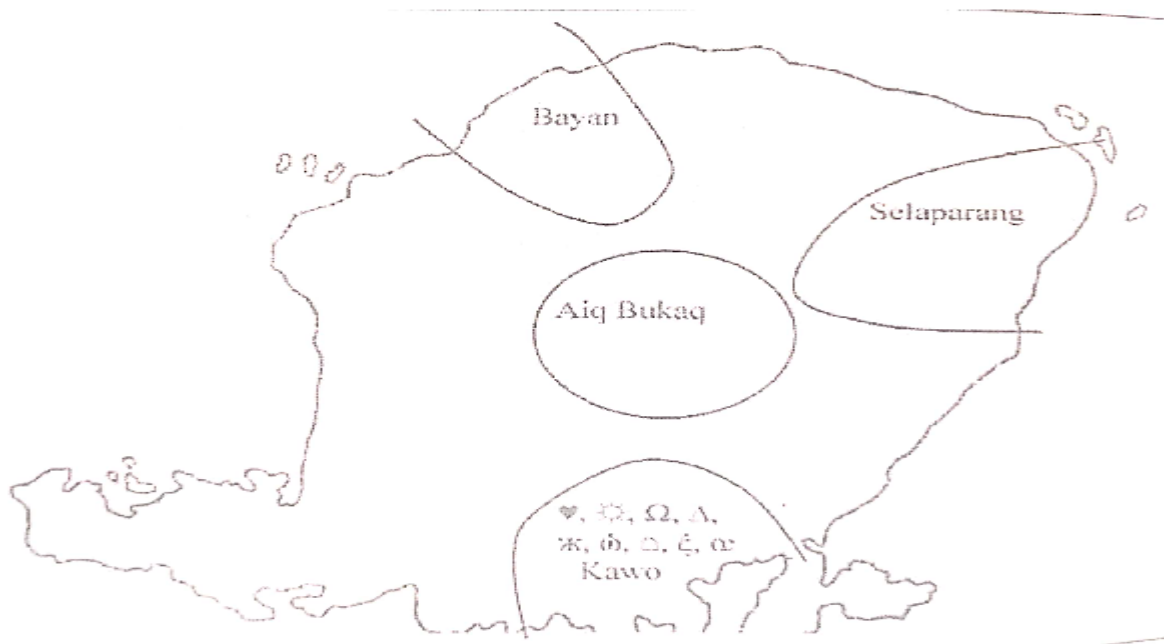 Bayan
Selaparang
Aiq Bukaq
♥, ☼, Ω, Δ,
ж, ф, ▫, ξ, œ
Kawo